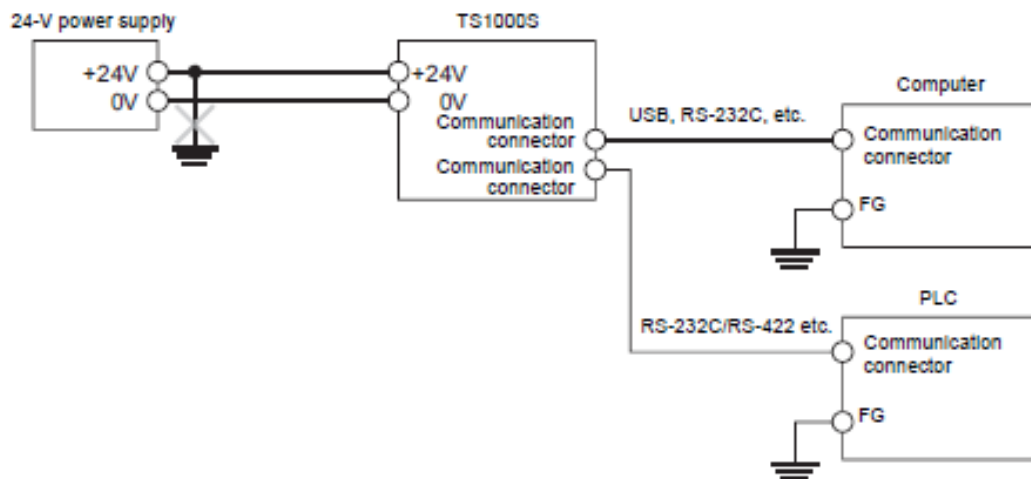 24-V power supply
TS1000S
+24V
0V
+24V
0V
Communication
connector
Communication
connector
USB, RS-232C, etc.
Computer
Communication
connector
FG
RS-232C/RS-422 etc.
PLC
Communication
connector
FG